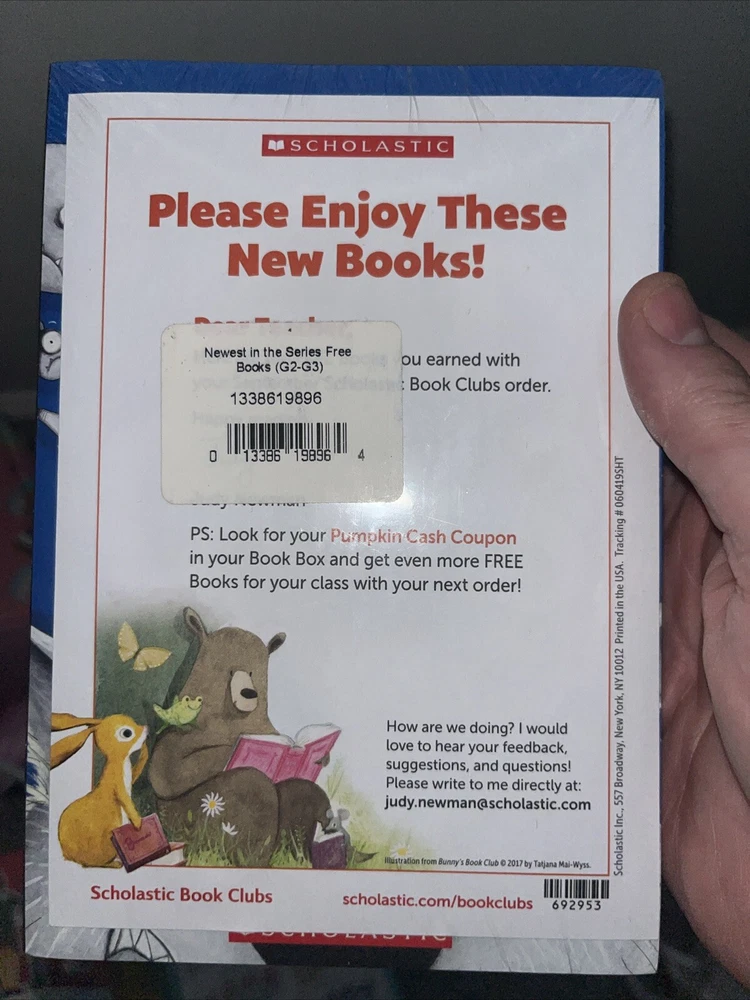 SCHOLASTIC
Please Enjoy These
New Books!
Dear Teacher,
Newest in the Series Free
Books (G2-G3)
1338619896
0 13386 19896 4
ou earned with
Book Clubs order.
Judy Newman
PS: Look for your Pumpkin Cash Coupon
in your Book Box and get even more FREE
Books for your class with your next order!
How are we doing? I would
love to hear your feedback,
suggestions, and questions!
Please write to me directly at:
judy.newman@scholastic.com
Illustration from Bunny's Book Club © 2017 by Tatjana Mai-Wyss.
Scholastic Book Clubs
scholastic.com/bookclubs
692953
SCHOLASTIC
Scholastic Inc., 557 Broadway, New York, NY 10012 Printed in the USA. Tracking # 060419SHT